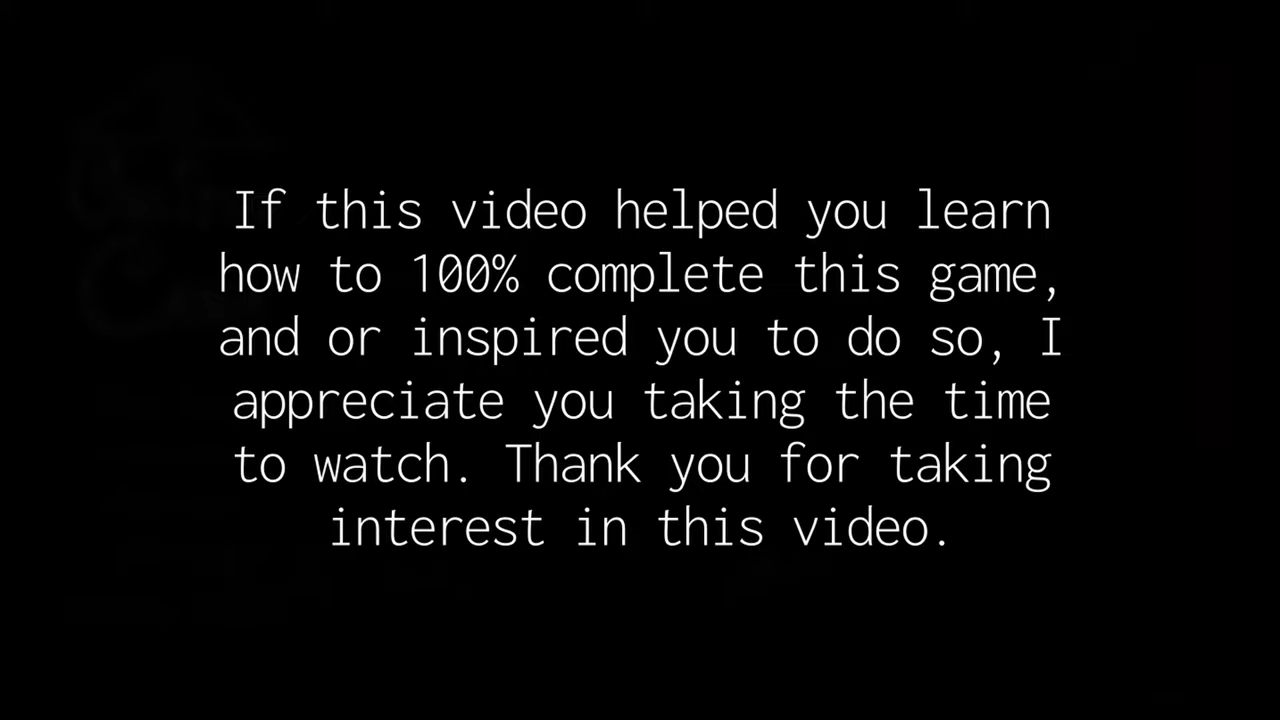 If this video helped you learn
how to 100% complete this game,
and or inspired you to do so, I
appreciate you taking the time
to watch. Thank you for taking
interest in this video.